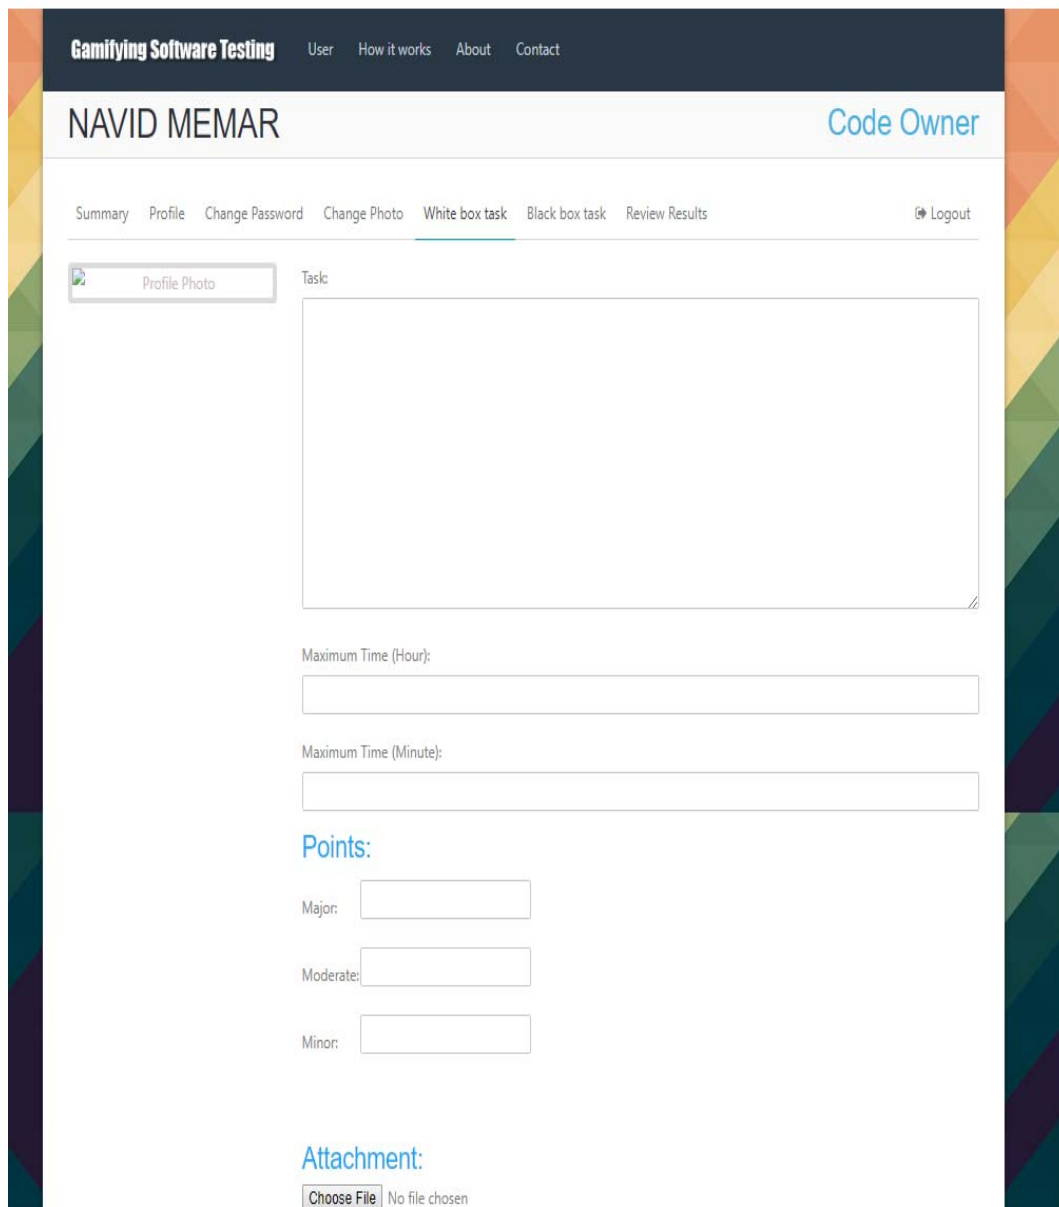 Gamifying Software Testing User How it works About Contact
NAVID MEMAR Code Owner
Summary Profile Change Password Change Photo White box task Black box task Review Results Logout
Profile Photo
Task:
Maximum Time (Hour):
Maximum Time (Minute):
Points:
Major:
Moderate:
Minor:
Attachment:
Choose File No file chosen